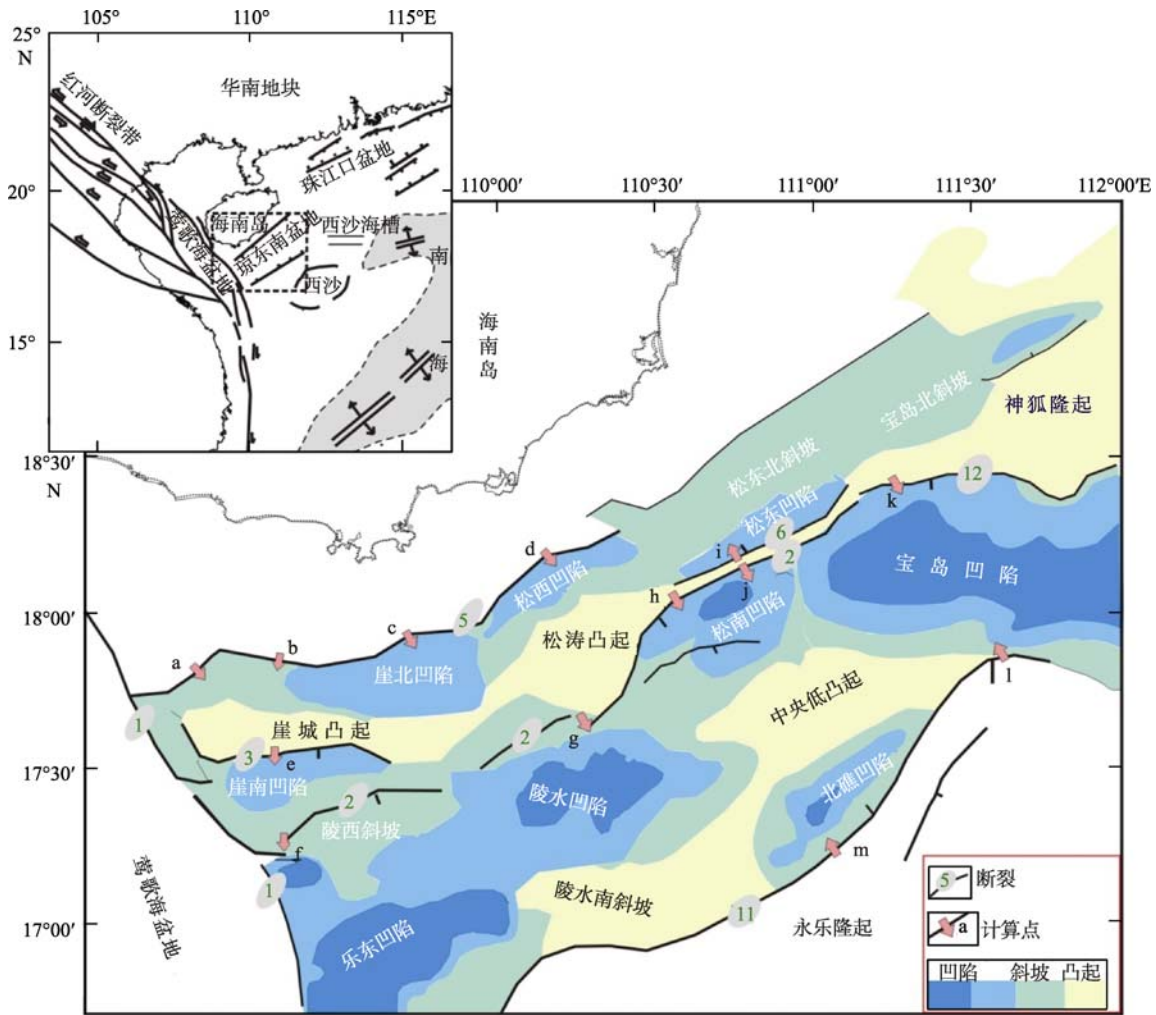 105°
110°
115°E
25°
N
20°
15°
华南地块
红河断裂带
珠江口盆地
海南岛
西沙海槽
莺歌海盆地
琼东南盆地
西沙
南
海
110°00′
110°30′
111°00′
111°30′
112°00′E
海南岛
18°30′
N
18°00′
17°30′
17°00′
神狐隆起
宝岛北斜坡
松东北斜坡
松东凹陷
12
k
6
i
2
d
松西凹陷
宝岛凹陷
j
h
松南凹陷
5
c
松涛凸起
b
a
崖北凹陷
l
中央低凸起
1
崖城凸起
2
g
3
e
崖南凹陷
北礁凹陷
陵水凹陷
2
陵西斜坡
f
m
1
莺歌海盆地
陵水南斜坡
11
永乐隆起
乐东凹陷
5
断裂
a
计算点
凹陷 斜坡 凸起